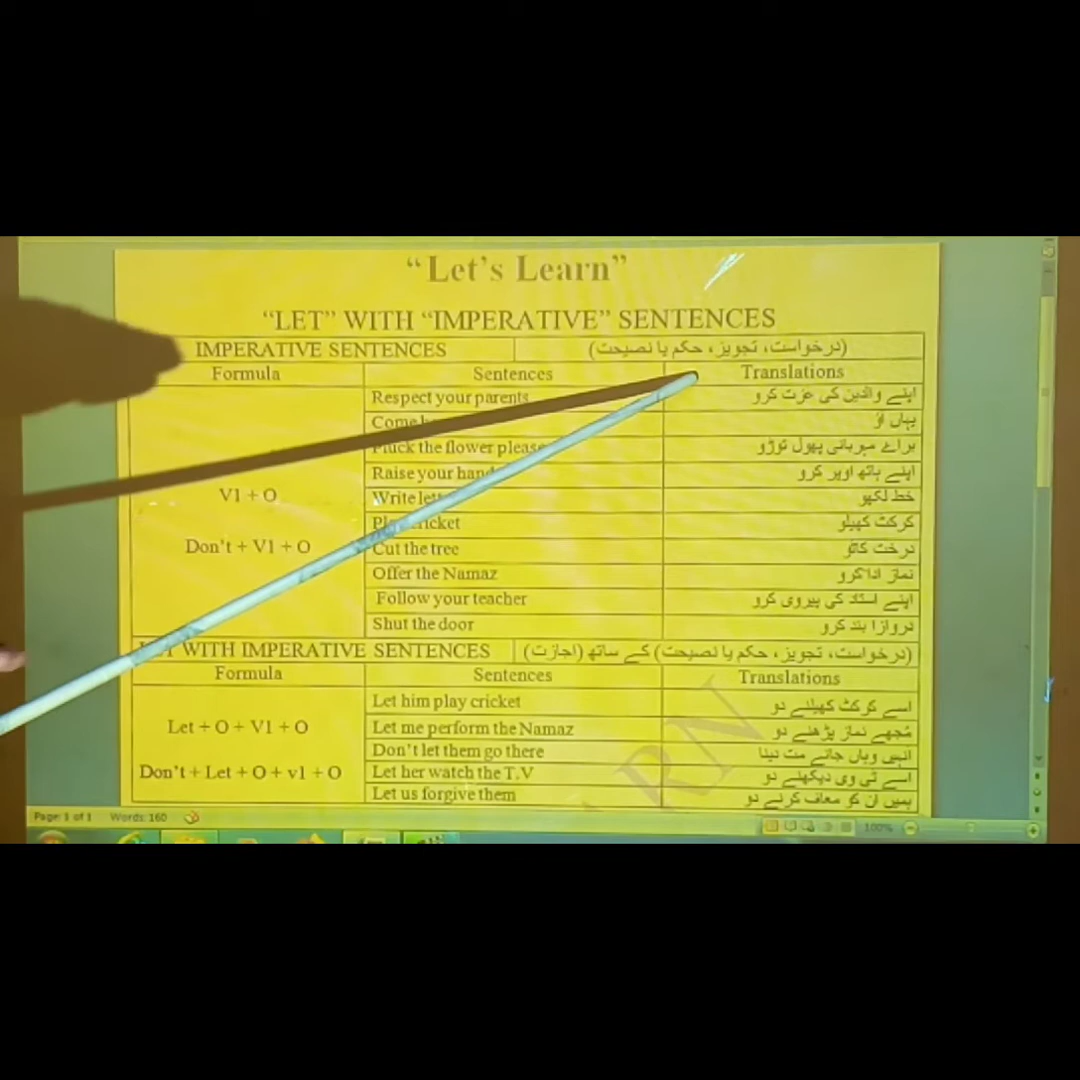 “Let’s Learn”
“LET” WITH “IMPERATIVE” SENTENCES
IMPERATIVE SENTENCES (درخواست، تجویز، حکم یا نصیحت)
Formula Sentences Translations
Respect your parents اپنے والدین کی عزت کرو
Come یہاں آؤ
Pluck the flower please براے مہربانی پھول توڑو
Raise your hand اپنے ہاتھ اوپر کرو
V1 + O Write خط لکھو
Play cricket کرکٹ کھیلو
Don’t + V1 + O Cut the tree درخت کاٹو
Offer the Namaz نماز ادا کرو
Follow your teacher اپنے استاد کی پیروی کرو
Shut the door دروازا بند کرو
WITH IMPERATIVE SENTENCES (درخواست، تجویز، حکم یا نصیحت) کے ساتھ (اجازت)
Formula Sentences Translations
Let him play cricket اسے کرکٹ کھیلنے دو
Let + O + V1 + O Let me perform the Namaz مُجھے نماز پڑھنے دو
Don’t let them go there انہیں وہاں جانے مت دینا
Don’t + Let + O + v1 + O Let her watch the T.V اسے ٹی وی دیکھنے دو
Let us forgive them ہمیں ان کو معاف کرنے دو
Page: 1 of 1 Words: 160 100%